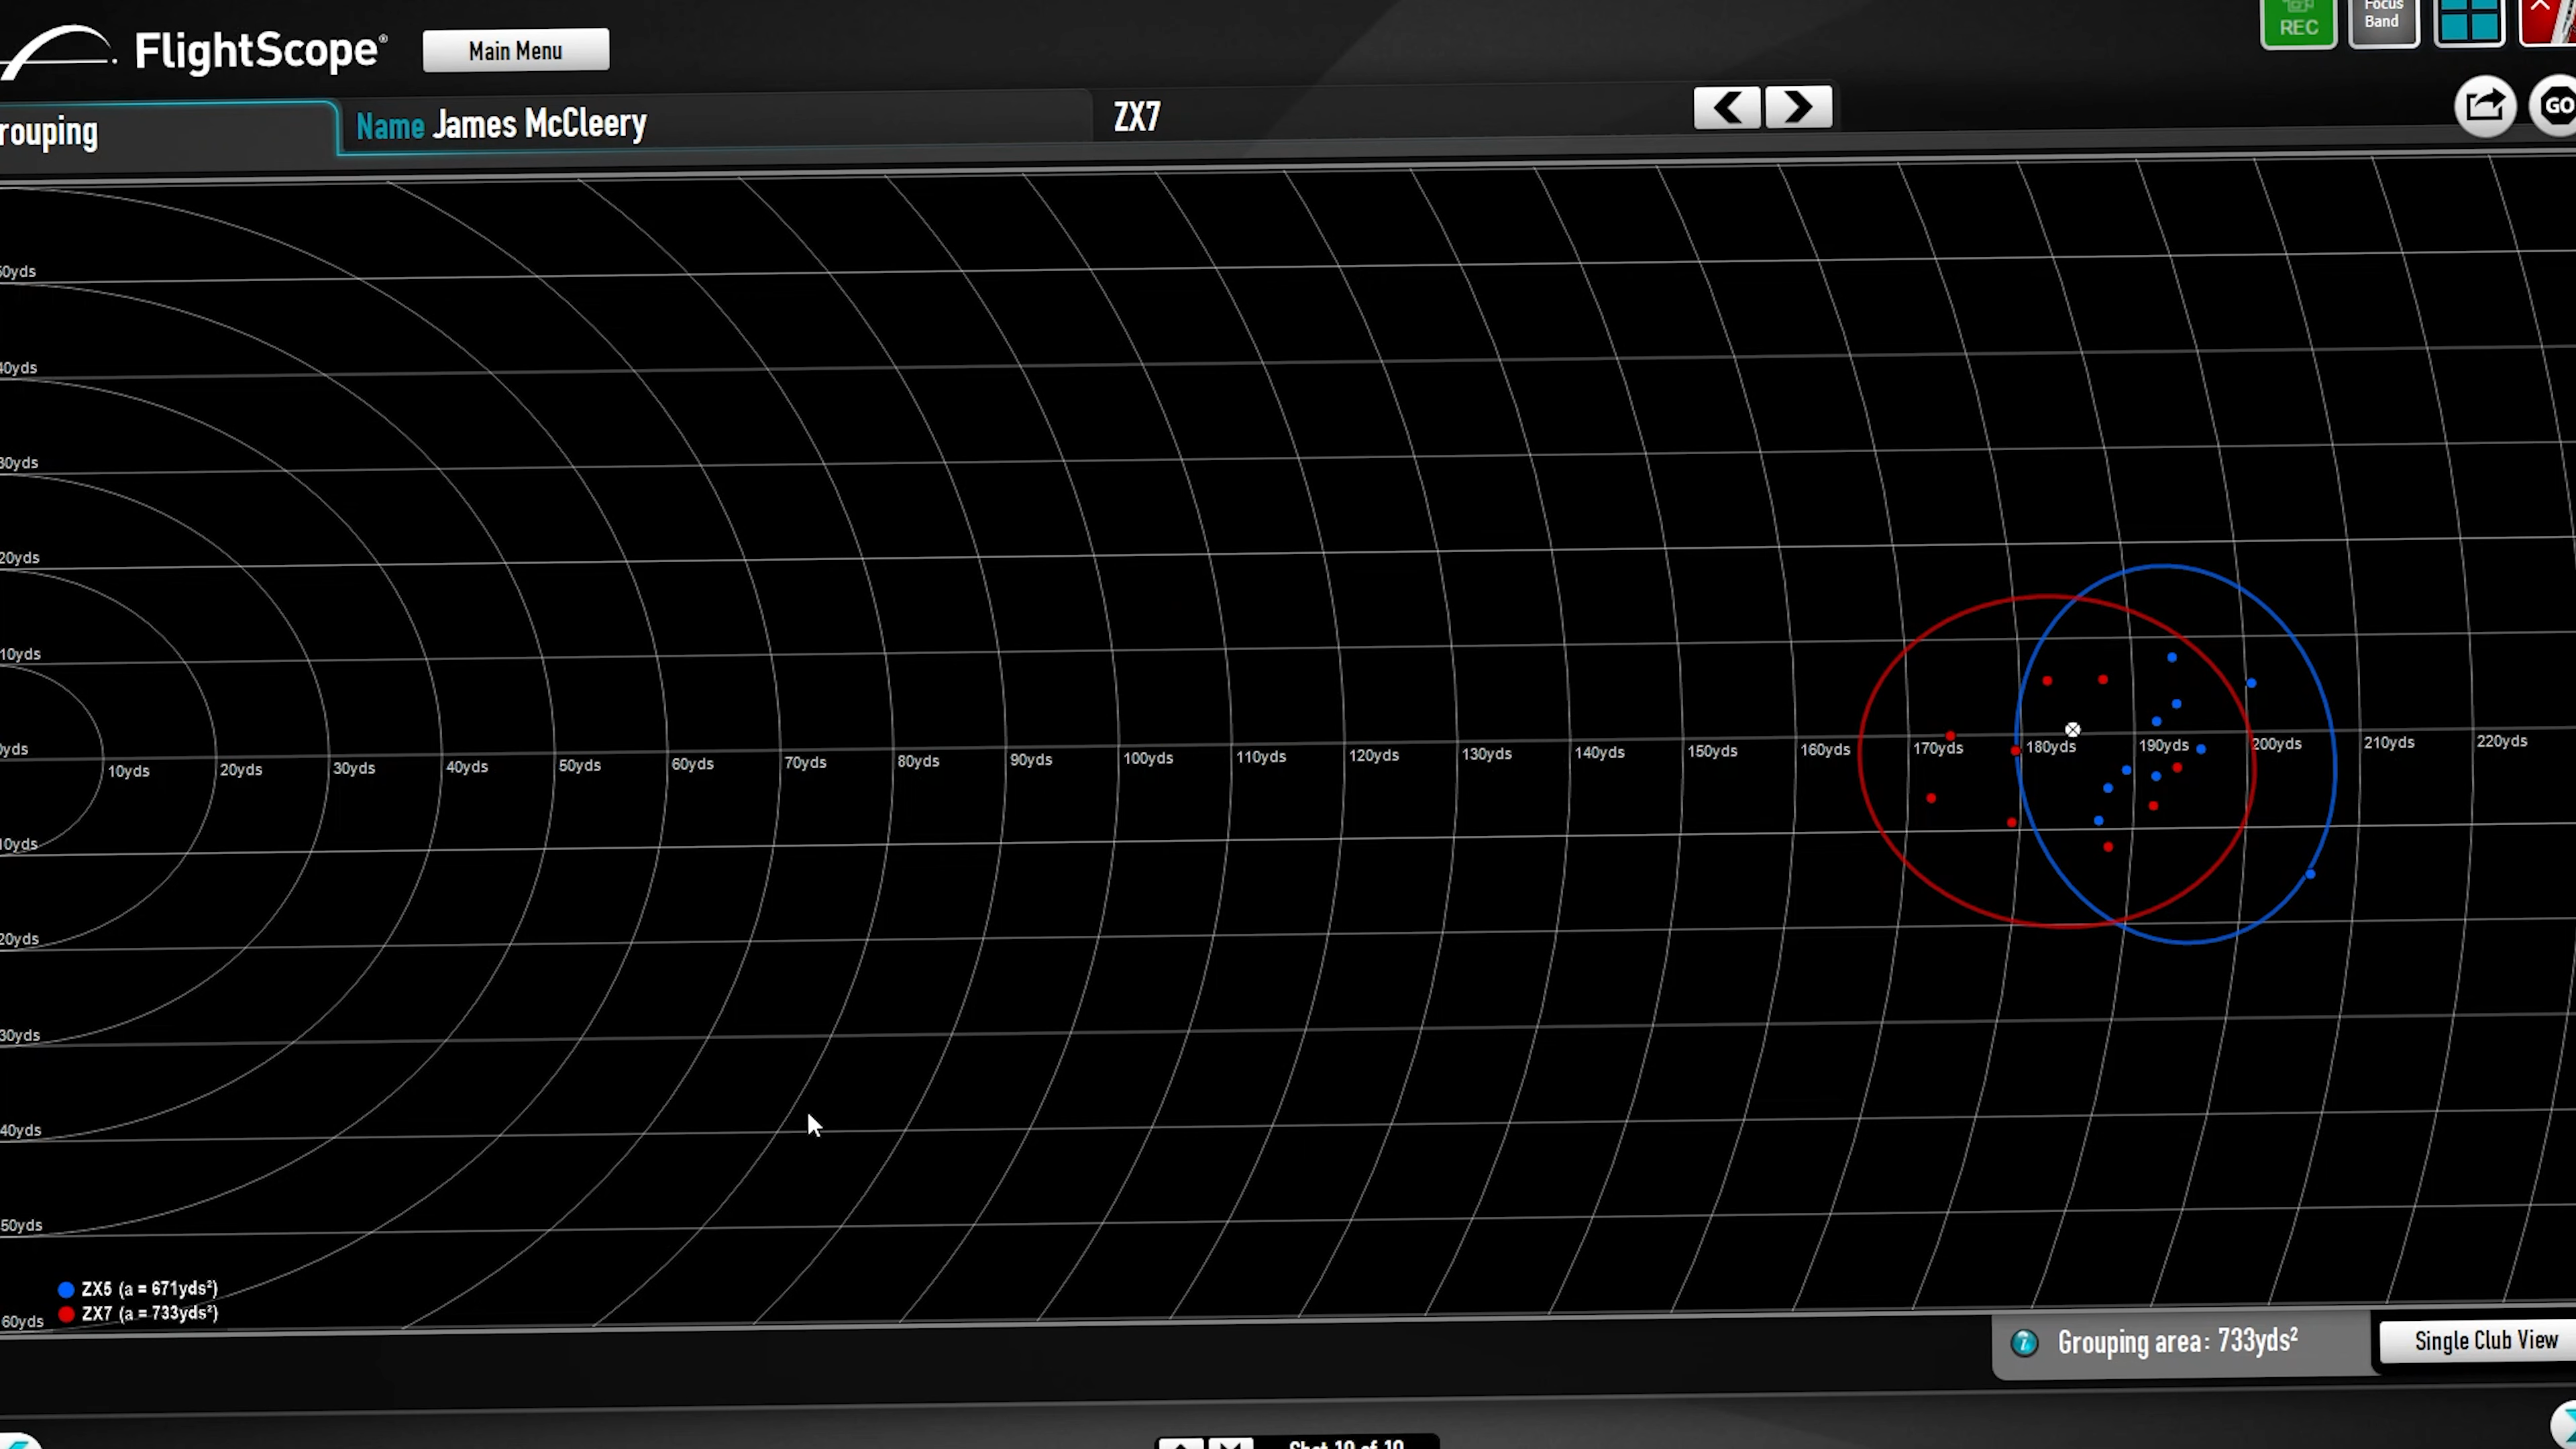 FlightScope®
Main Menu
REC
Focus
Band
rouping
Name James McCleery
ZX7
GO
50yds
40yds
30yds
20yds
10yds
0yds
10yds
20yds
30yds
40yds
50yds
60yds
70yds
80yds
90yds
100yds
110yds
120yds
130yds
140yds
150yds
160yds
170yds
180yds
190yds
200yds
210yds
220yds
10yds
20yds
30yds
40yds
50yds
60yds
ZX5 (a = 671yds²)
ZX7 (a = 733yds²)
Grouping area: 733yds²
Single Club View